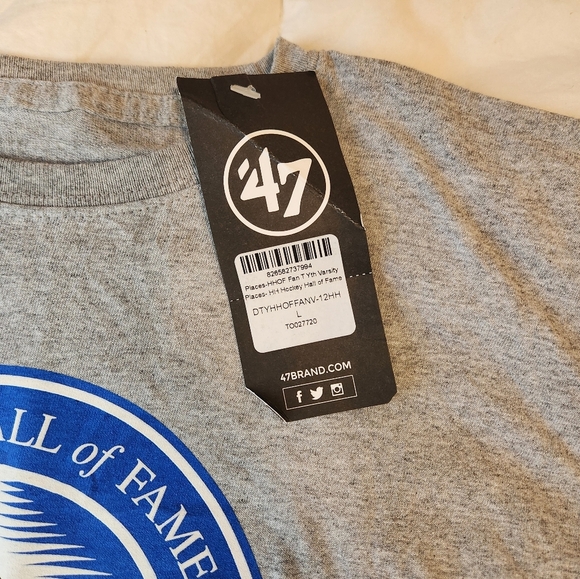 '47
826582737994
Places-HHOF Fan T Yth Varsity
Places- HH Hockey Hall of Fame
DTYHHOFFANV-12HH
L
TO027720
47BRAND.COM
ALL of FAME